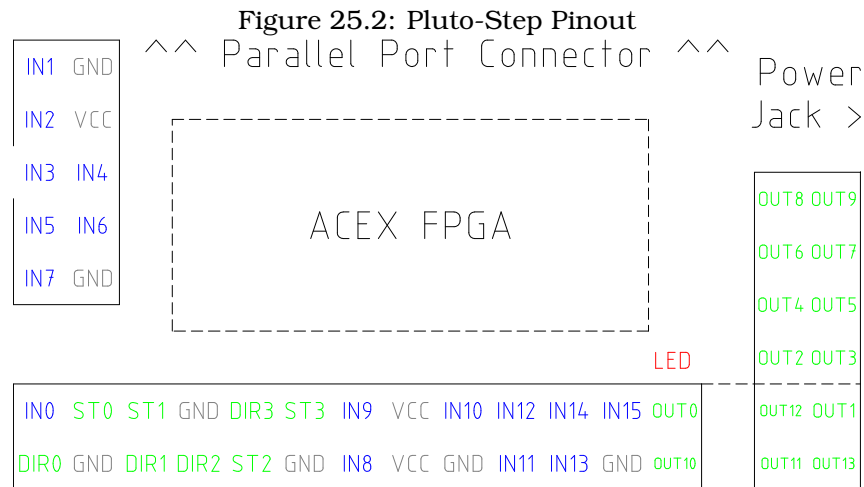 Figure 25.2: Pluto-Step Pinout
^^ Parallel Port Connector ^^
Power
Jack >
IN1 GND
IN2 VCC
IN3 IN4
IN5 IN6
IN7 GND
ACEX FPGA
OUT8 OUT9
OUT6 OUT7
OUT4 OUT5
OUT2 OUT3
OUT12 OUT1
OUT11 OUT13
LED
IN0 ST0 ST1 GND DIR3 ST3 IN9 VCC IN10 IN12 IN14 IN15 OUT0
DIR0 GND DIR1 DIR2 ST2 GND IN8 VCC GND IN11 IN13 GND OUT10